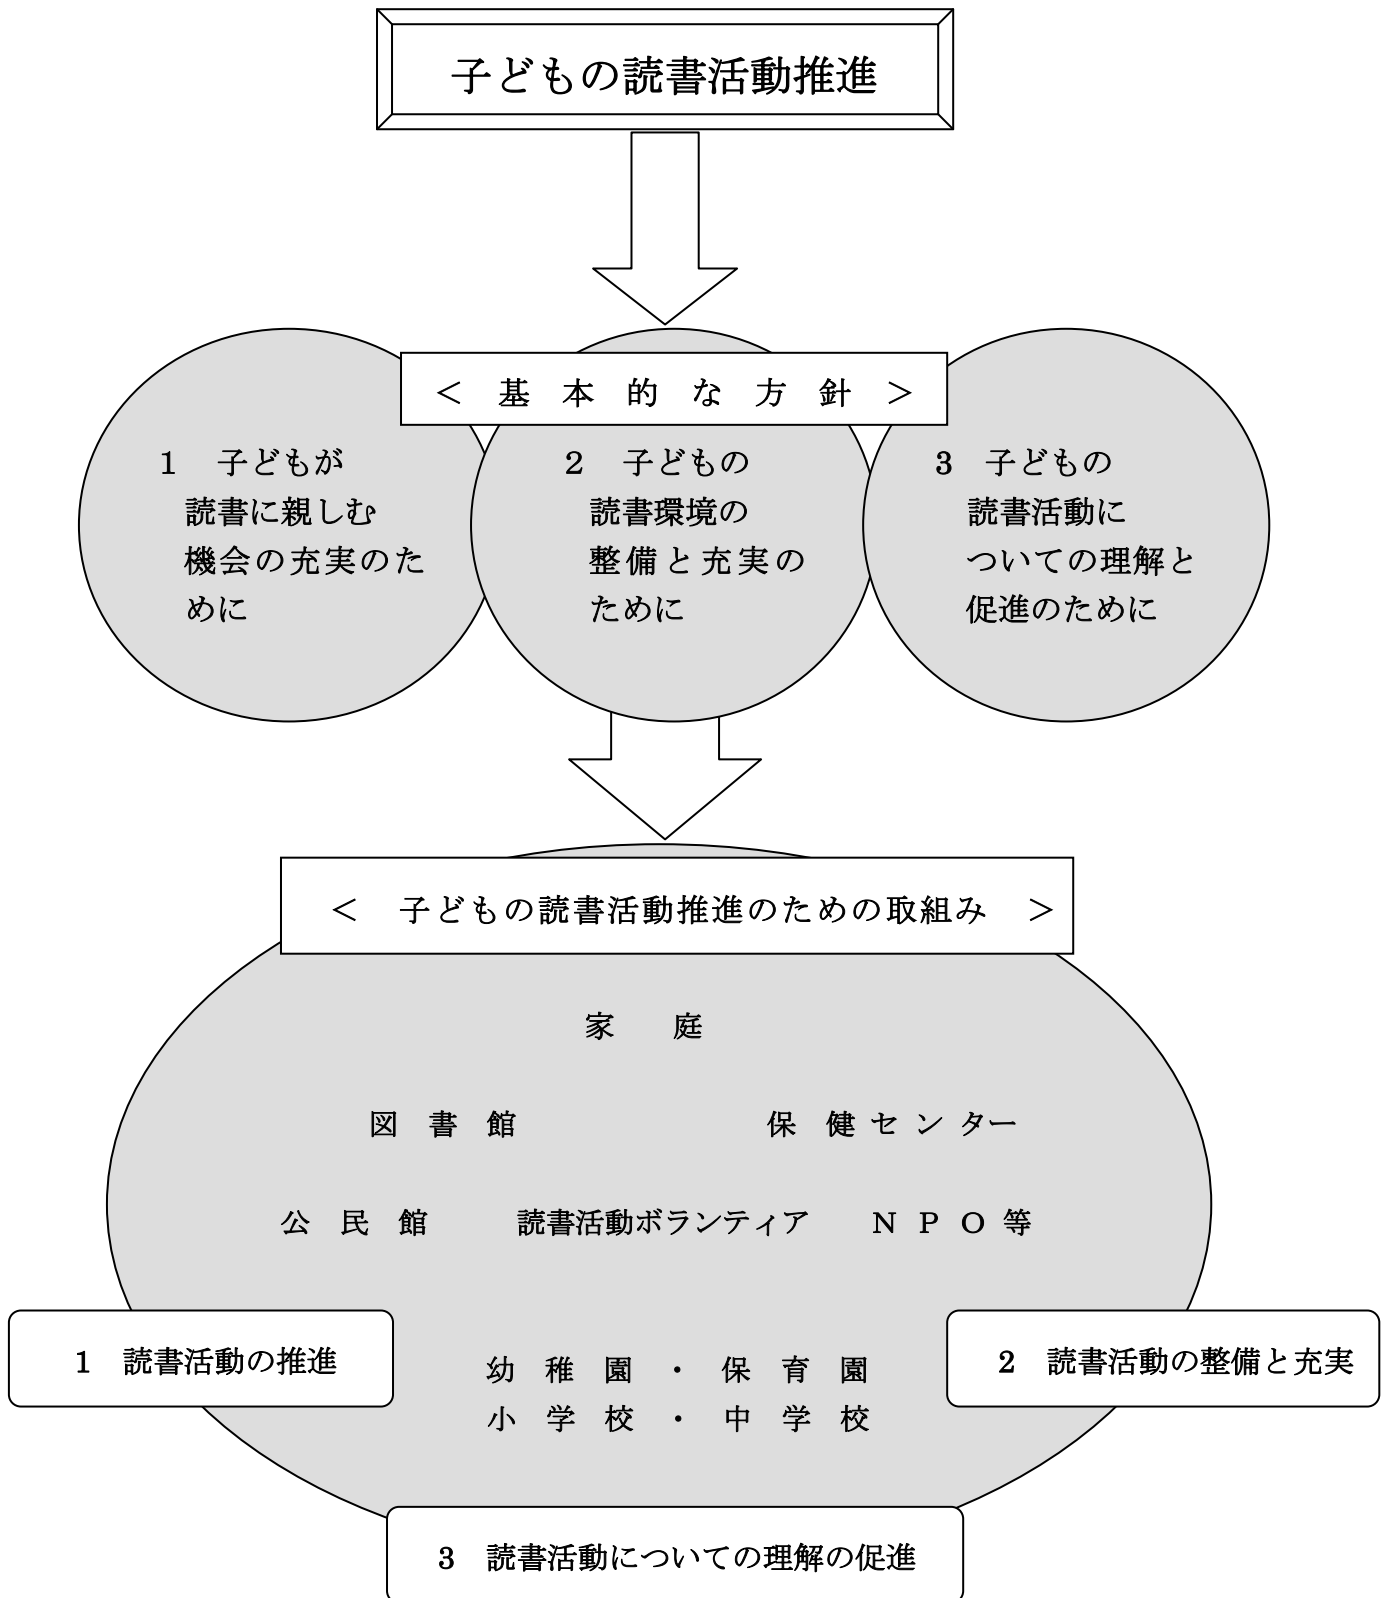 子どもの読書活動推進
＜　基　本　的　な　方　針　＞
１　子どもが
読書に親しむ
機会の充実のた
めに
２　子どもの
読書環境の
整備と充実の
ために
３　子どもの
読書活動に
ついての理解と
促進のために
＜　子どもの読書活動推進のための取組み　＞
家　　庭
図　書　館　　　　　　　　保　健　セ　ン　ター
公　民　館　　　読書活動ボランティア　　Ｎ　Ｐ　Ｏ　等
１　読書活動の推進
２　読書活動の整備と充実
幼　稚　園　・　保　育　園
小　学　校　・　中　学　校
３　読書活動についての理解の促進